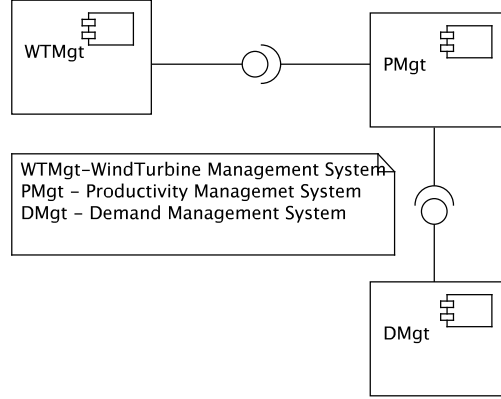 WTMgt
PMgt
WTMgt-WindTurbine Management System
PMgt - Productivity Managemet System
DMgt - Demand Management System
DMgt